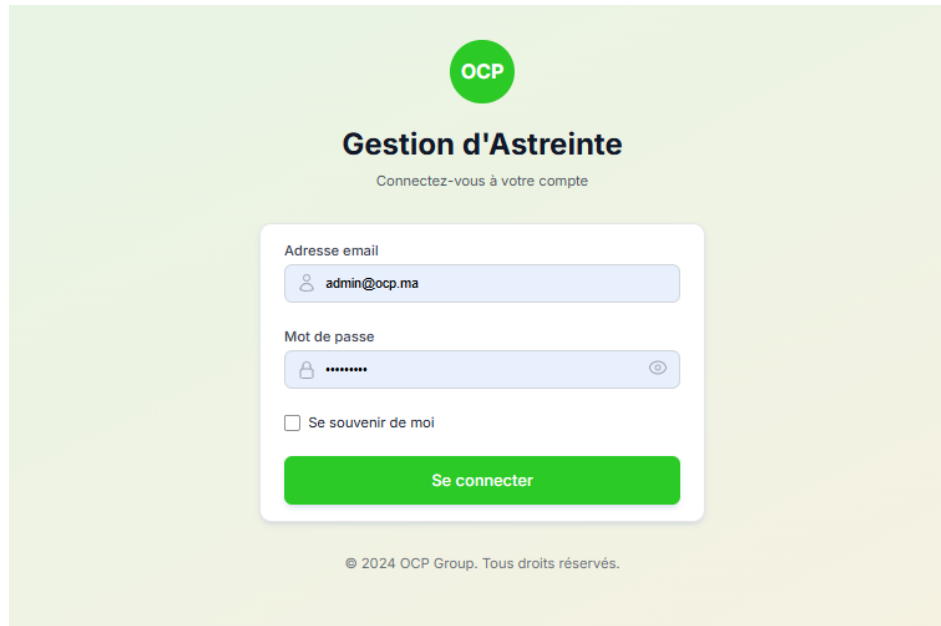 OCP
Gestion d'Astreinte
Connectez-vous à votre compte
Adresse email
admin@ocp.ma
Mot de passe
•••••••••
Se souvenir de moi
Se connecter
© 2024 OCP Group. Tous droits réservés.